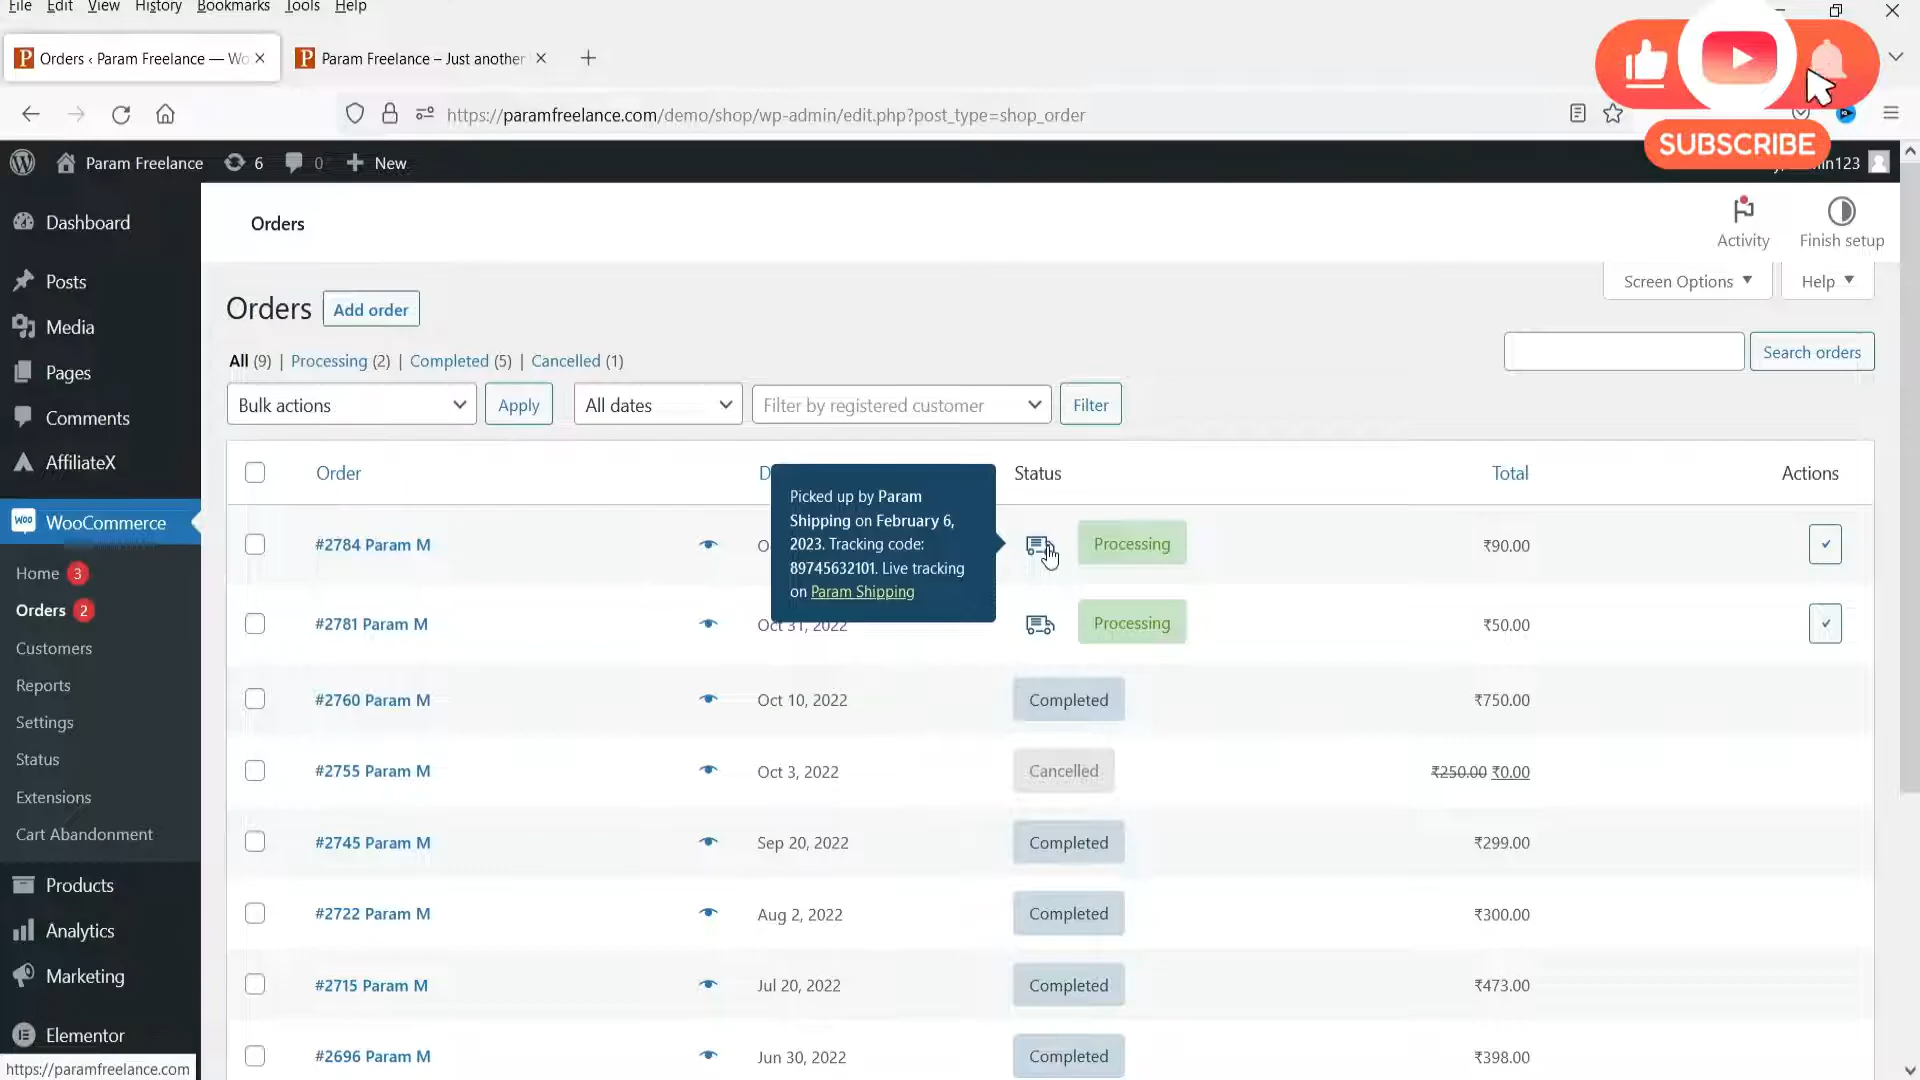 File Edit View History Bookmarks Tools Help
Orders ‹ Param Freelance — Wo
Param Freelance – Just another
https://paramfreelance.com/demo/shop/wp-admin/edit.php?post_type=shop_order
SUBSCRIBE
Param Freelance 6 0 New
Dashboard
Posts
Media
Pages
Comments
AffiliateX
WooCommerce
Home 3
Orders 2
Customers
Reports
Settings
Status
Extensions
Cart Abandonment
Products
Analytics
Marketing
Elementor
https://paramfreelance.com
Orders
Activity
Finish setup
Screen Options
Help
Orders Add order
All (9) | Processing (2) | Completed (5) | Cancelled (1)
Search orders
Bulk actions Apply All dates Filter by registered customer Filter
Order Status Total Actions
Picked up by Param
Shipping on February 6,
2023. Tracking code:
89745632101. Live tracking
on Param Shipping
#2784 Param M Processing ₹90.00
#2781 Param M Oct 31, 2022 Processing ₹50.00
#2760 Param M Oct 10, 2022 Completed ₹750.00
#2755 Param M Oct 3, 2022 Cancelled ₹250.00 ₹0.00
#2745 Param M Sep 20, 2022 Completed ₹299.00
#2722 Param M Aug 2, 2022 Completed ₹300.00
#2715 Param M Jul 20, 2022 Completed ₹473.00
#2696 Param M Jun 30, 2022 Completed ₹398.00